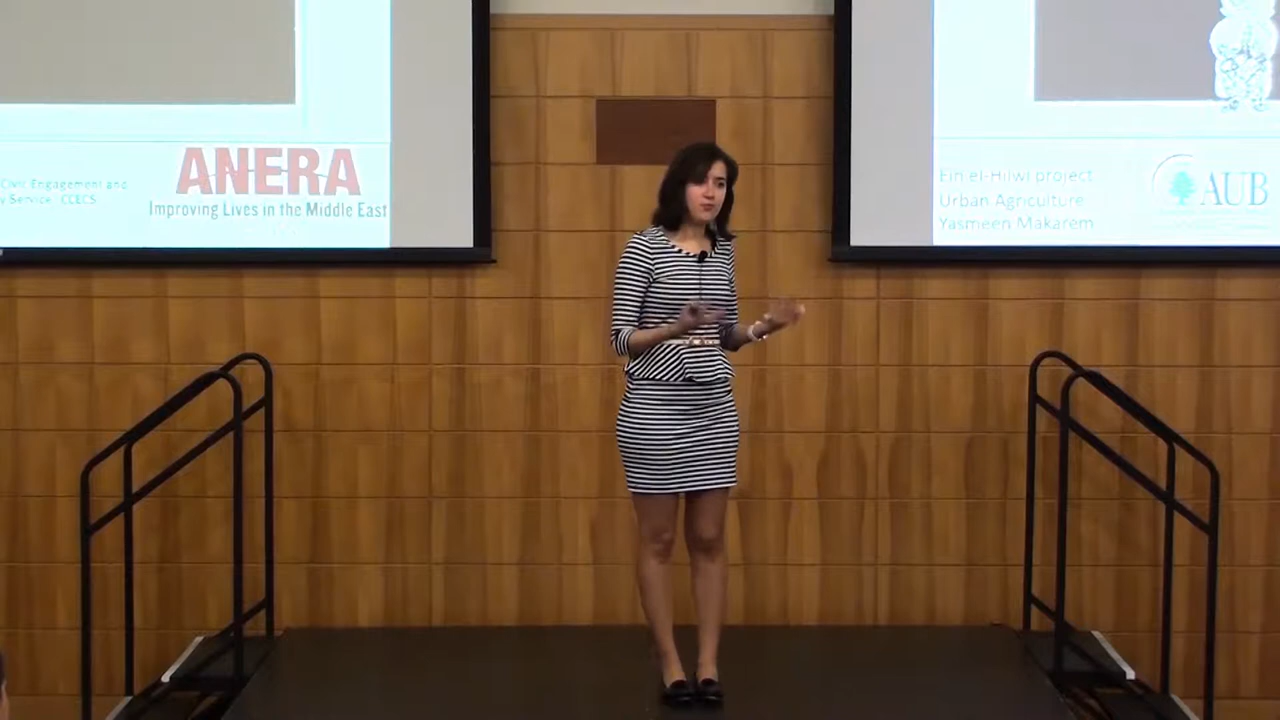 Civic Engagement and
y Service, CCECS
ANERA
Improving Lives in the Middle East
Ein el-Hilwi project
Urban Agriculture
Yasmeen Makarem
AUB